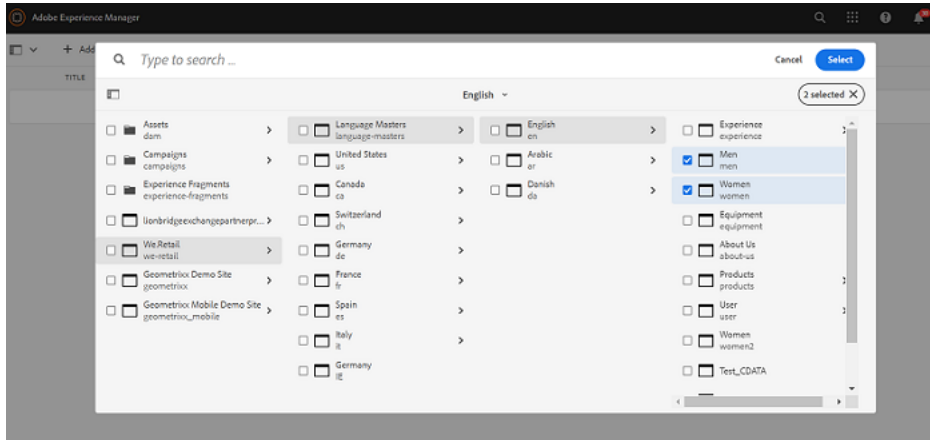 Adobe Experience Manager
Add
TITLE
Type to search ...
Cancel
Select
English
2 selected
Assets
dam
Campaigns
campaigns
Experience Fragments
experience-fragments
lionbridgeexchangepartnerpr...
We.Retail
we-retail
Geometrixx Demo Site
geometrixx
Geometrixx Mobile Demo Site
geometrixx_mobile
Language Masters
language-masters
United States
us
Canada
ca
Switzerland
ch
Germany
de
France
fr
Spain
es
Italy
it
Germany
English
en
Arabic
ar
Danish
da
Experience
experience
Men
men
Women
women
Equipment
equipment
About Us
about-us
Products
products
User
user
Women
women2
Test_CDATA